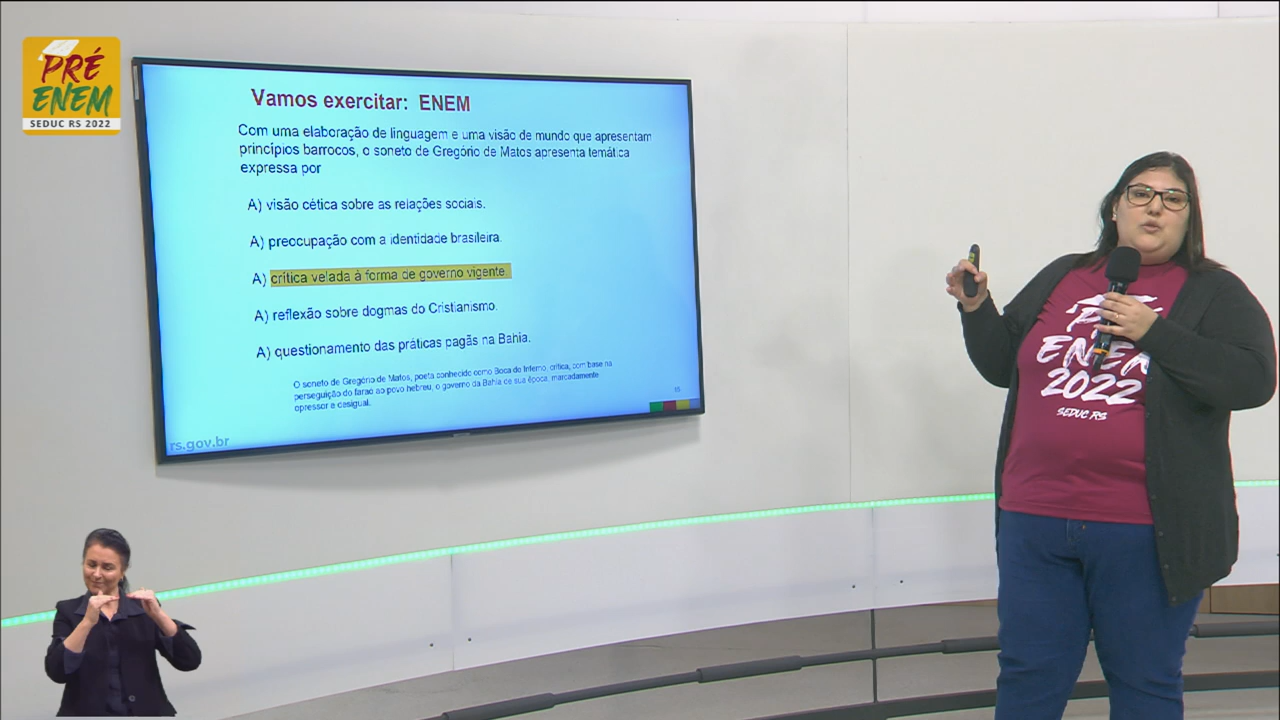 PRÉ
ENEM
SEDUC RS 2022
Vamos exercitar: ENEM
Com uma elaboração de linguagem e uma visão de mundo que apresentam
princípios barrocos, o soneto de Gregório de Matos apresenta temática
expressa por
A) visão cética sobre as relações sociais.
A) preocupação com a identidade brasileira.
A) crítica velada à forma de governo vigente.
A) reflexão sobre dogmas do Cristianismo.
A) questionamento das práticas pagãs na Bahia.
O soneto de Gregório de Matos, poeta conhecido como Boca do Inferno, critica, com base na
perseguição do faraó ao povo hebreu, o governo da Bahia de sua época, marcadamente
opressor e desigual.
15
rs.gov.br
PRÉ
ENEM
2022
SEDUC RS